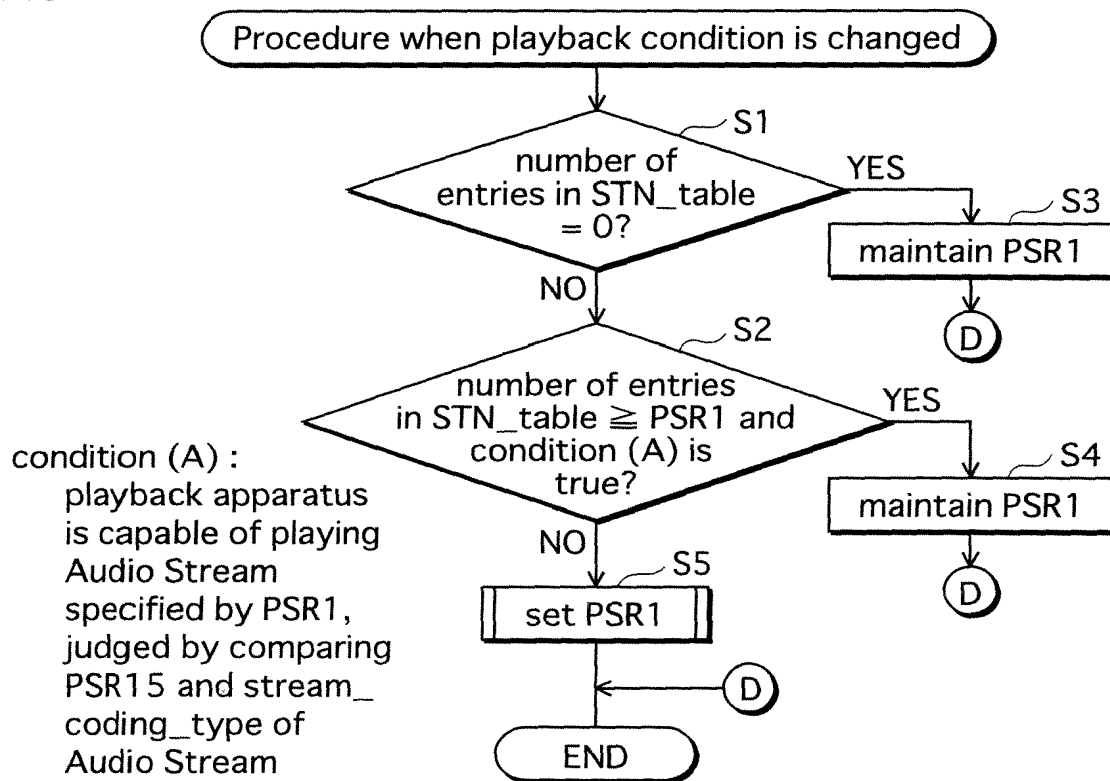 Procedure when playback condition is changed
S1
number of
entries in STN_table
= 0?
YES
S3
maintain PSR1
D
NO
S2
number of entries
in STN_table ≧ PSR1 and
condition (A) is
true?
YES
S4
maintain PSR1
D
NO
S5
set PSR1
D
END
condition (A) :
playback apparatus
is capable of playing
Audio Stream
specified by PSR1,
judged by comparing
PSR15 and stream_
coding_type of
Audio Stream